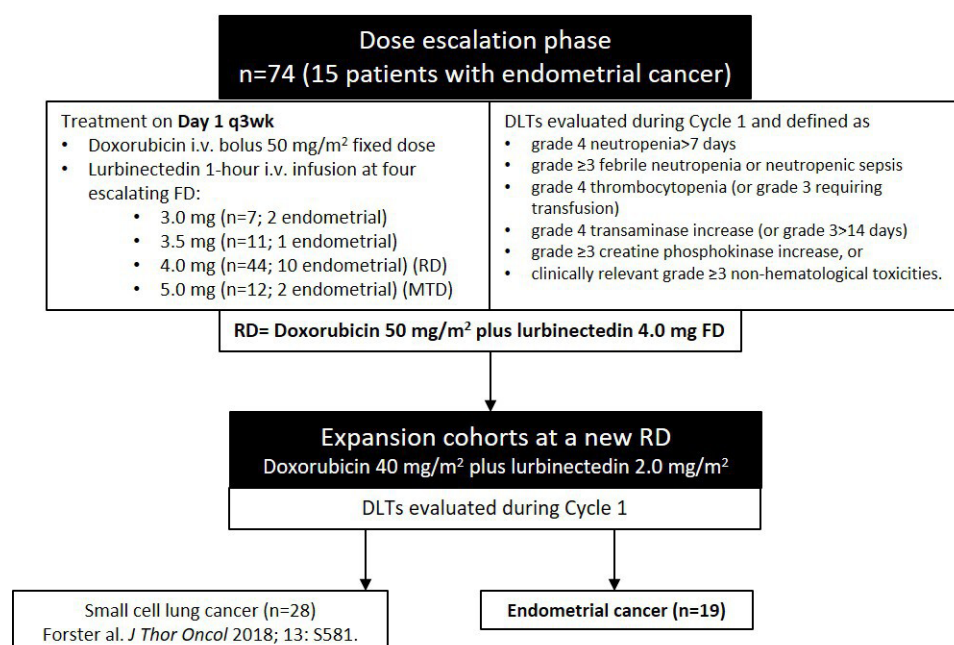 Dose escalation phase
n=74 (15 patients with endometrial cancer)
Treatment on Day 1 q3wk
• Doxorubicin i.v. bolus 50 mg/m² fixed dose
• Lurbinectedin 1-hour i.v. infusion at four
escalating FD:
• 3.0 mg (n=7; 2 endometrial)
• 3.5 mg (n=11; 1 endometrial)
• 4.0 mg (n=44; 10 endometrial) (RD)
• 5.0 mg (n=12; 2 endometrial) (MTD)
DLTs evaluated during Cycle 1 and defined as
• grade 4 neutropenia>7 days
• grade ≥3 febrile neutropenia or neutropenic sepsis
• grade 4 thrombocytopenia (or grade 3 requiring
transfusion)
• grade 4 transaminase increase (or grade 3>14 days)
• grade ≥3 creatine phosphokinase increase, or
• clinically relevant grade ≥3 non-hematological toxicities.
RD= Doxorubicin 50 mg/m² plus lurbinectedin 4.0 mg FD
Expansion cohorts at a new RD
Doxorubicin 40 mg/m² plus lurbinectedin 2.0 mg/m²
DLTs evaluated during Cycle 1
Small cell lung cancer (n=28)
Forster al. J Thor Oncol 2018; 13: S581.
Endometrial cancer (n=19)